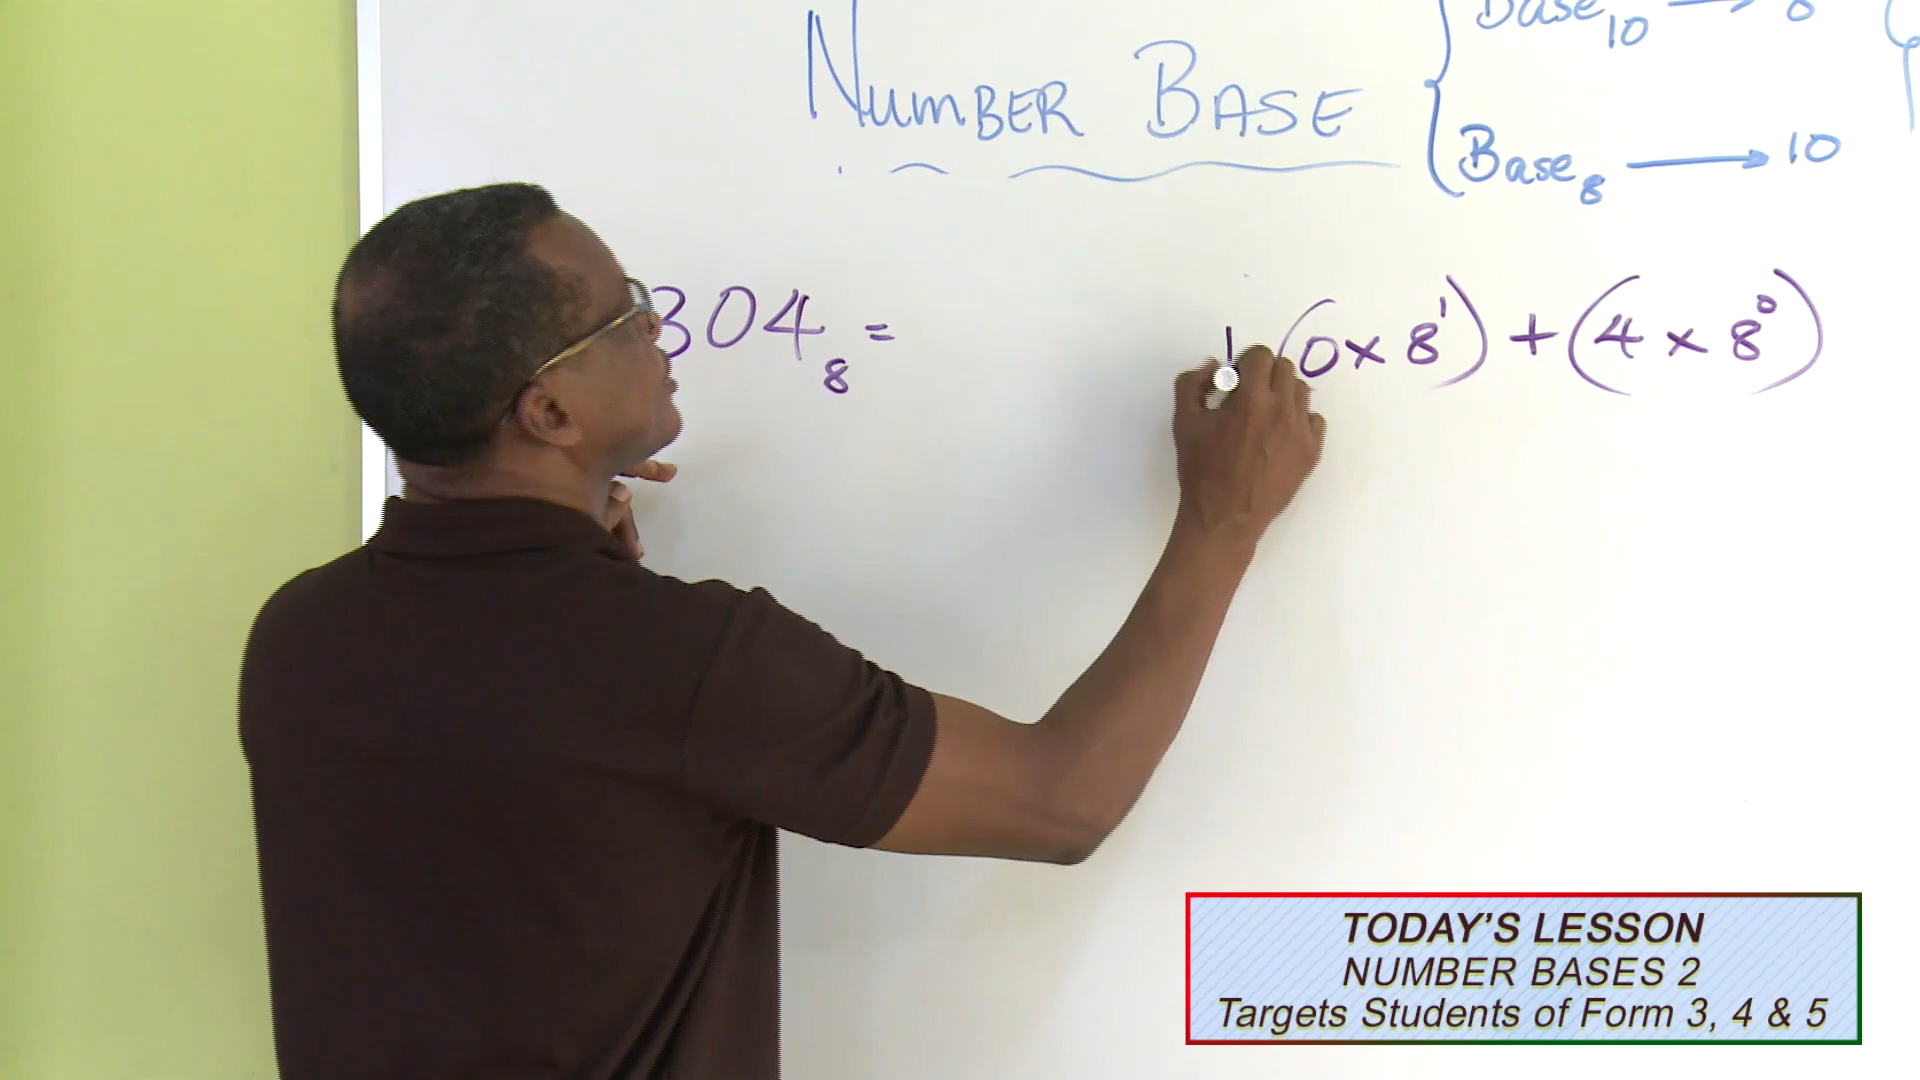 NUMBER BASE
Base₁₀ → 8
Base₈ → 10
304₈ = (0 x 8¹) + (4 x 8⁰)
TODAY'S LESSON
NUMBER BASES 2
Targets Students of Form 3, 4 & 5